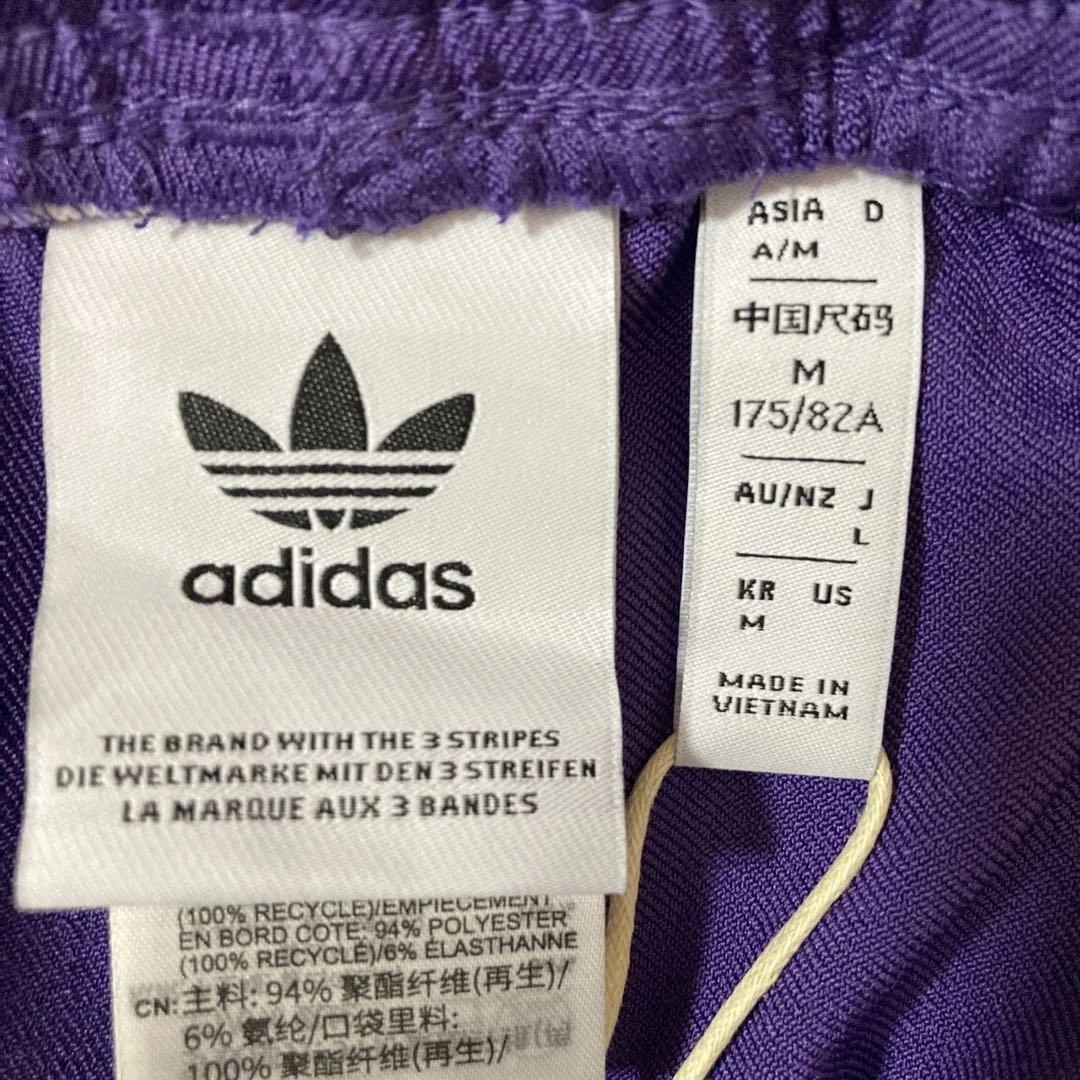 adidas
THE BRAND WITH THE 3 STRIPES
DIE WELTMARKE MIT DEN 3 STREIFEN
LA MARQUE AUX 3 BANDES
(100% RECYCLÉ)/EMPIÈCEMENT
EN BORD CÔTE: 94% POLYESTER
(100% RECYCLÉ)/6% ÉLASTHANNE
CN: 主料: 94% 聚酯纤维(再生)/
6% 氨纶/口袋里料:
100% 聚酯纤维(再生)/
ASIA D
A/M
中国尺码
M
175/82A
AU/NZ J
L
KR US
M
MADE IN
VIETNAM